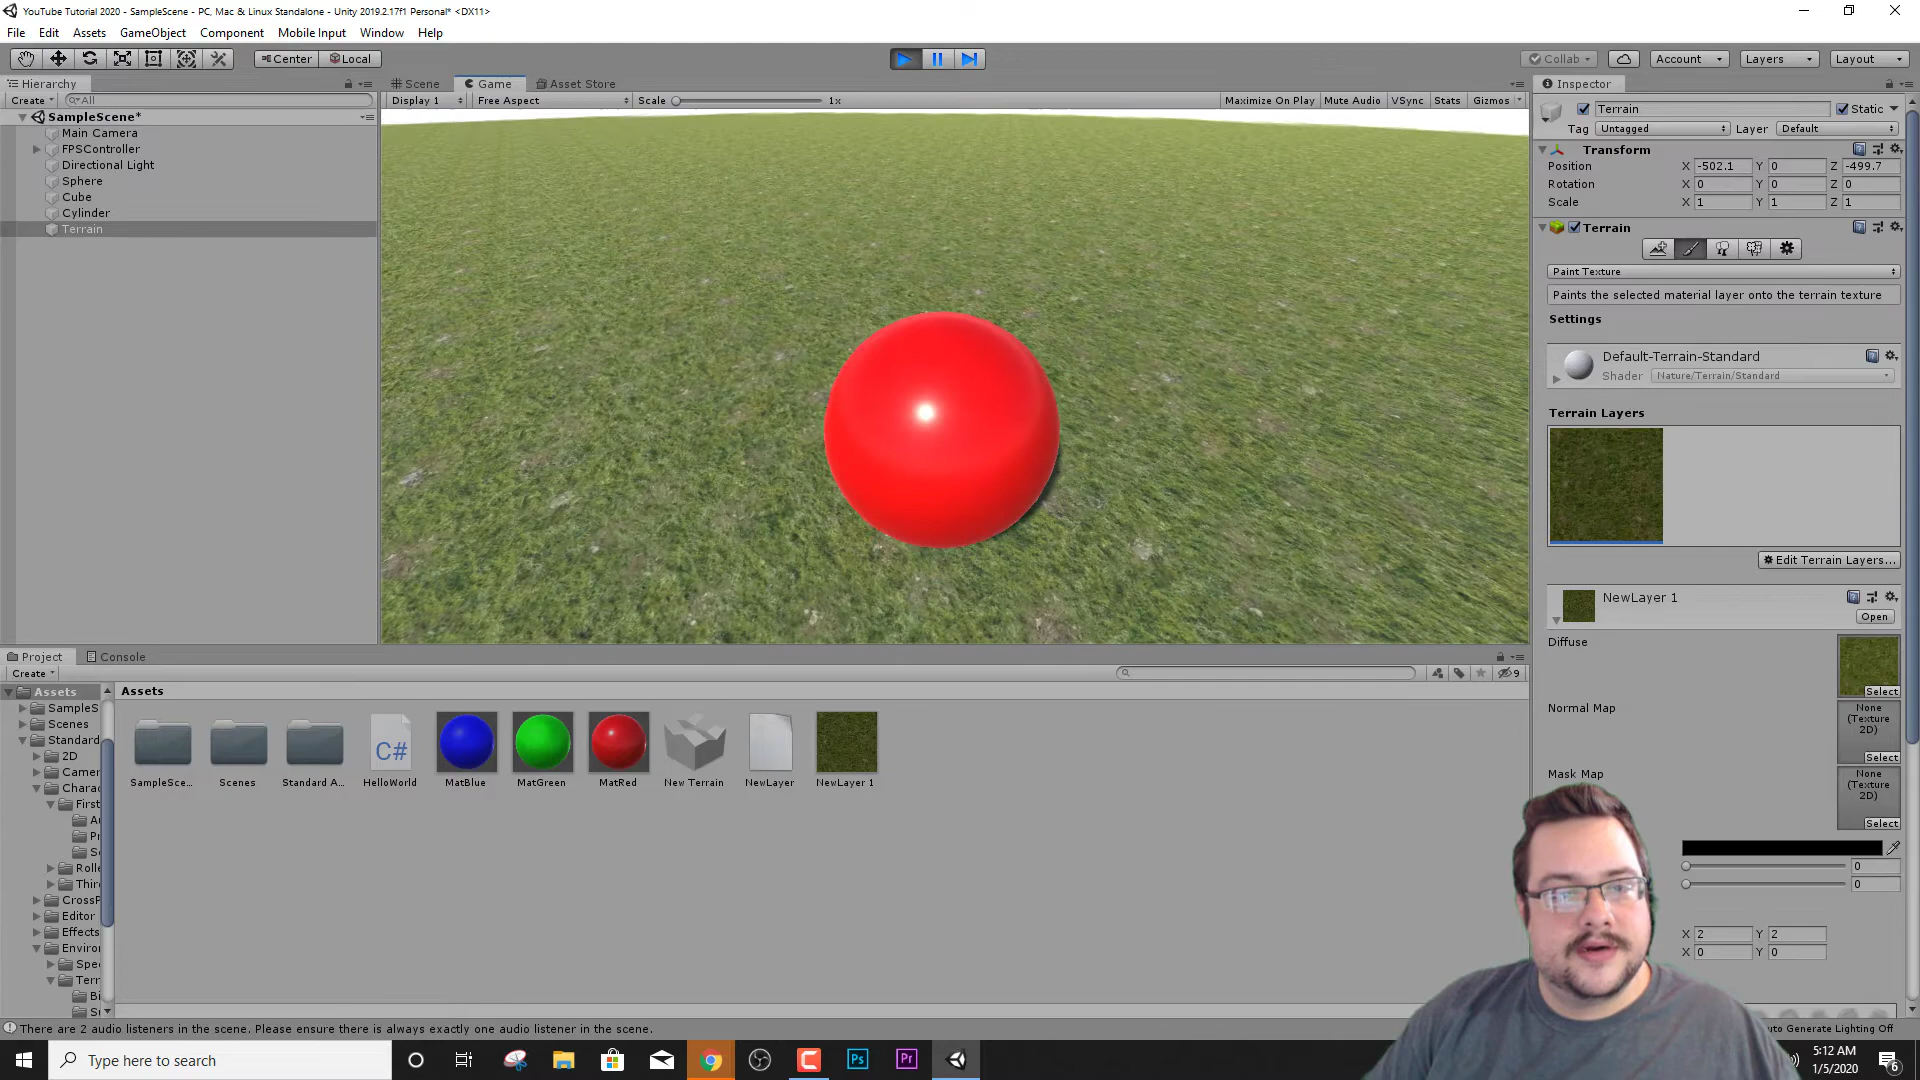 YouTube Tutorial 2020 - SampleScene - PC, Mac & Linux Standalone - Unity 2019.2.17f1 Personal* <DX11>
File Edit Assets GameObject Component Mobile Input Window Help
Center Local Collab Account Layers Layout
Hierarchy Scene Game Asset Store Inspector
Create All Display 1 Free Aspect Scale 1x Maximize On Play Mute Audio VSync Stats Gizmos
Terrain Static
SampleScene*
Main Camera
FPSController
Directional Light
Sphere
Cube
Cylinder
Terrain
Tag Untagged Layer Default
Transform
Position X -502.1 Y 0 Z -499.7
Rotation X 0 Y 0 Z 0
Scale X 1 Y 1 Z 1
Terrain
Paint Texture
Paints the selected material layer onto the terrain texture
Settings
Default-Terrain-Standard
Shader Nature/Terrain/Standard
Terrain Layers
Edit Terrain Layers...
NewLayer 1
Open
Diffuse
Select
Normal Map
None
(Texture
2D)
Select
Mask Map
None
(Texture
2D)
Select
0
0
X 2 Y 2
X 0 Y 0
Project Console
Create
9
Assets
SampleS
Scenes
Standard
2D
Camer
Charac
First
Rolle
Thir
CrossP
Editor
Effects
Enviro
Spe
Terr
Assets
C#
SampleSce... Scenes Standard A... HelloWorld MatBlue MatGreen MatRed New Terrain NewLayer NewLayer 1
There are 2 audio listeners in the scene. Please ensure there is always exactly one audio listener in the scene.
uto Generate Lighting Off
Type here to search
Ps Pr
5:12 AM
1/5/2020
6